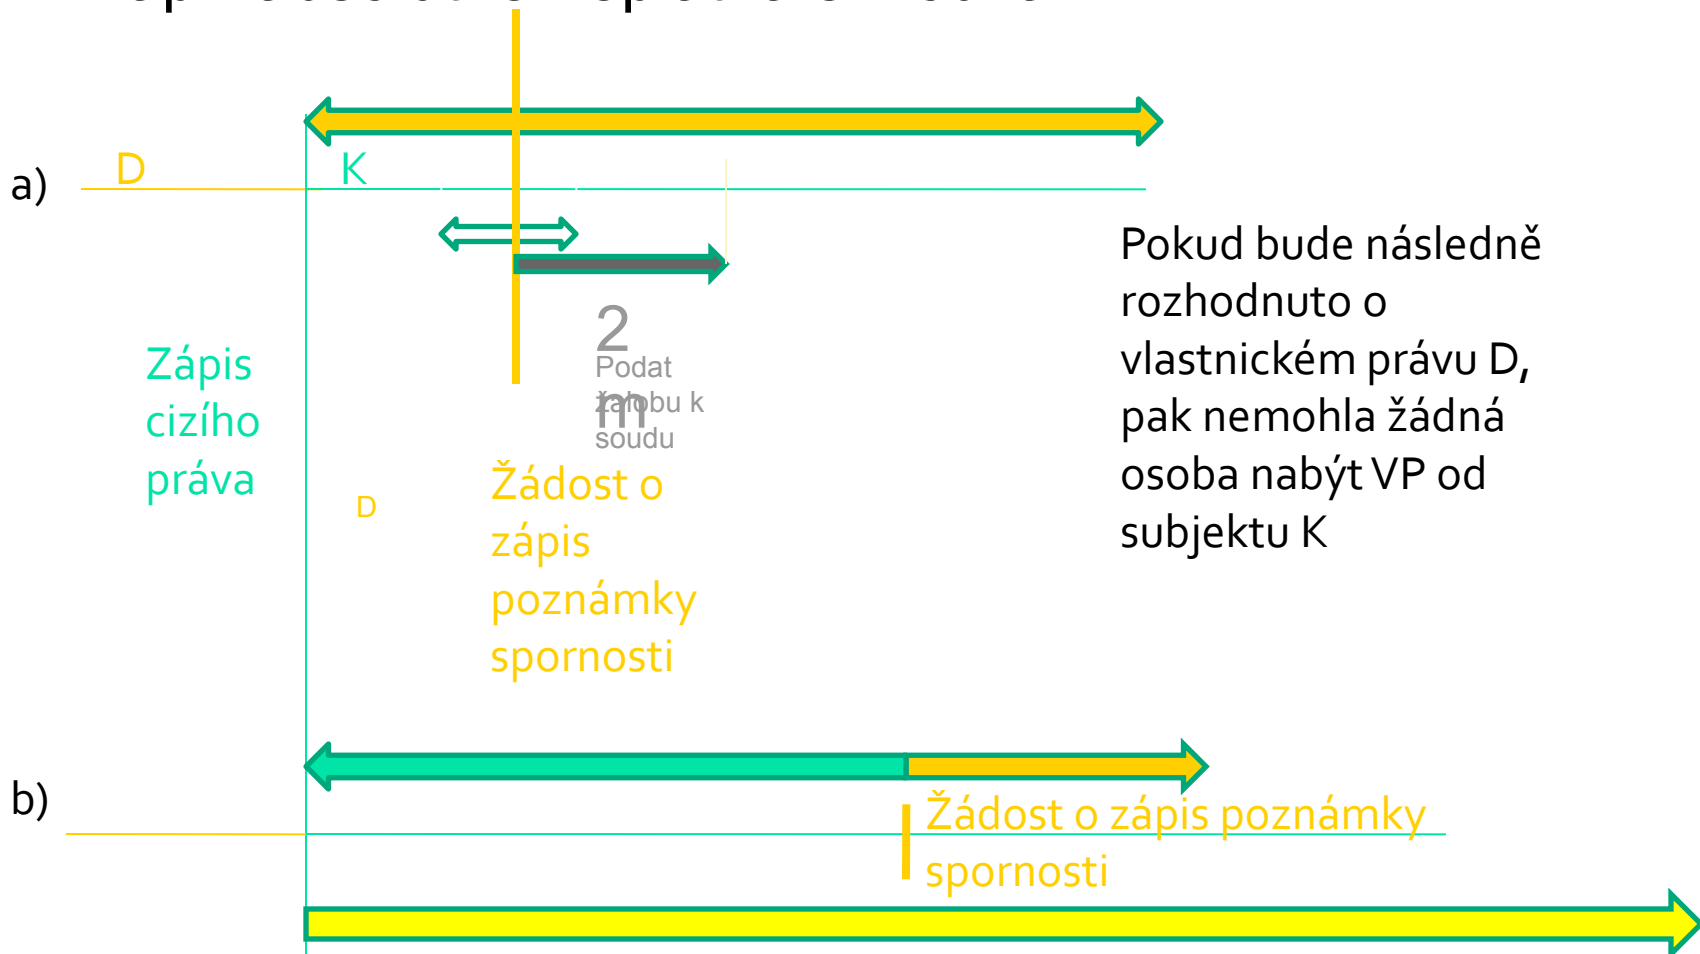 D
K
a)
Pokud bude následně
rozhodnuto o
vlastnickém právu D,
pak nemohla žádná
osoba nabýt VP od
subjektu K
2
m
Podat
žalobu k
soudu
Zápis
cizího
práva
D
Žádost o
zápis
poznámky
spornosti
b)
Žádost o zápis poznámky
spornosti